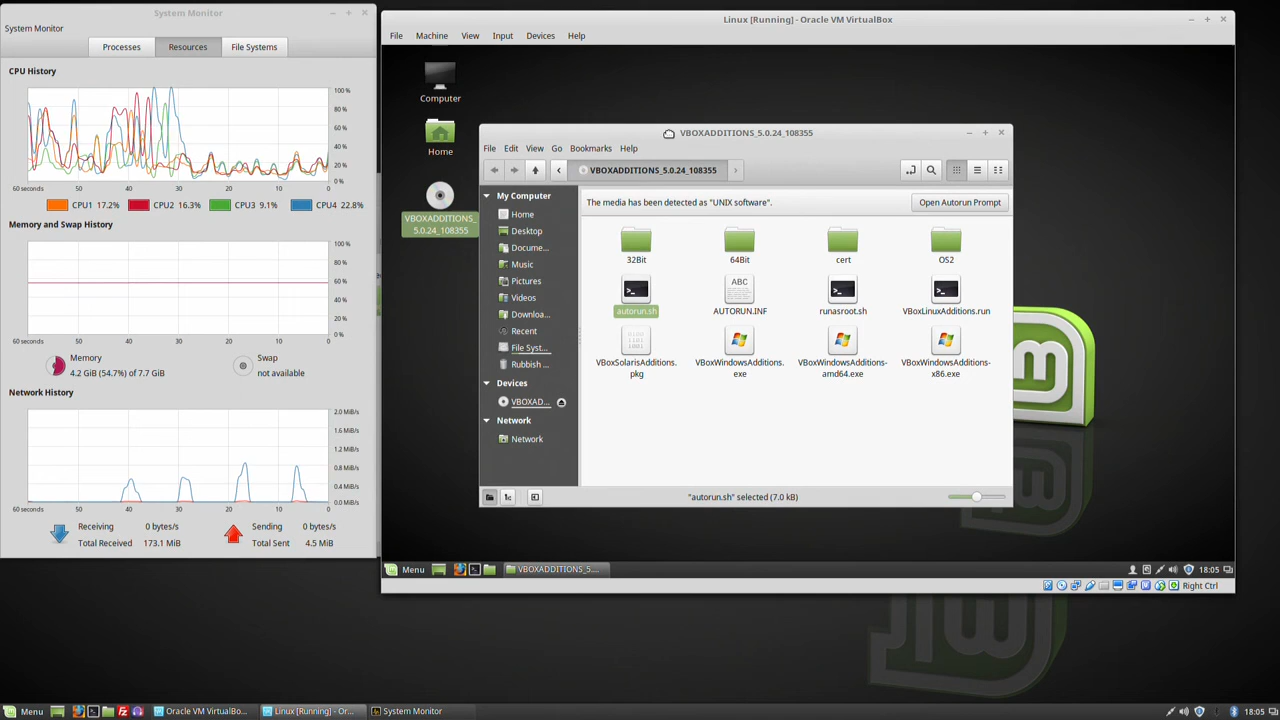 System Monitor
System Monitor
Processes
Resources
File Systems
CPU History
100 %
80 %
60 %
40 %
20 %
0 %
60 seconds
50
40
30
20
10
0
CPU1 17.2%
CPU2 16.3%
CPU3 9.1%
CPU4 22.8%
Memory and Swap History
100 %
80 %
60 %
40 %
20 %
0 %
60 seconds
50
40
30
20
10
0
Memory
4.2 GiB (54.7%) of 7.7 GiB
Swap
not available
Network History
2.0 MiB/s
1.6 MiB/s
1.2 MiB/s
0.8 MiB/s
0.4 MiB/s
0.0 MiB/s
60 seconds
50
40
30
20
10
0
Receiving 0 bytes/s
Total Received 173.1 MiB
Sending 0 bytes/s
Total Sent 4.5 MiB
Linux [Running] - Oracle VM VirtualBox
File Machine View Input Devices Help
Computer
Home
VBOXADDITIONS_
5.0.24_108355
VBOXADDITIONS_5.0.24_108355
File Edit View Go Bookmarks Help
VBOXADDITIONS_5.0.24_108355
My Computer
Home
Desktop
Docume...
Music
Pictures
Videos
Downloa...
Recent
File Syst...
Rubbish ...
Devices
VBOXAD...
Network
Network
The media has been detected as "UNIX software".
Open Autorun Prompt
32Bit
64Bit
cert
OS2
autorun.sh
ABC
AUTORUN.INF
runasroot.sh
VBoxLinuxAdditions.run
VBoxSolarisAdditions.
pkg
VBoxWindowsAdditions.
exe
VBoxWindowsAdditions-
amd64.exe
VBoxWindowsAdditions-
x86.exe
"autorun.sh" selected (7.0 kB)
Menu
VBOXADDITIONS_5....
18:05
Right Ctrl
Menu
Oracle VM VirtualBo...
Linux [Running] - Or...
System Monitor
18:05